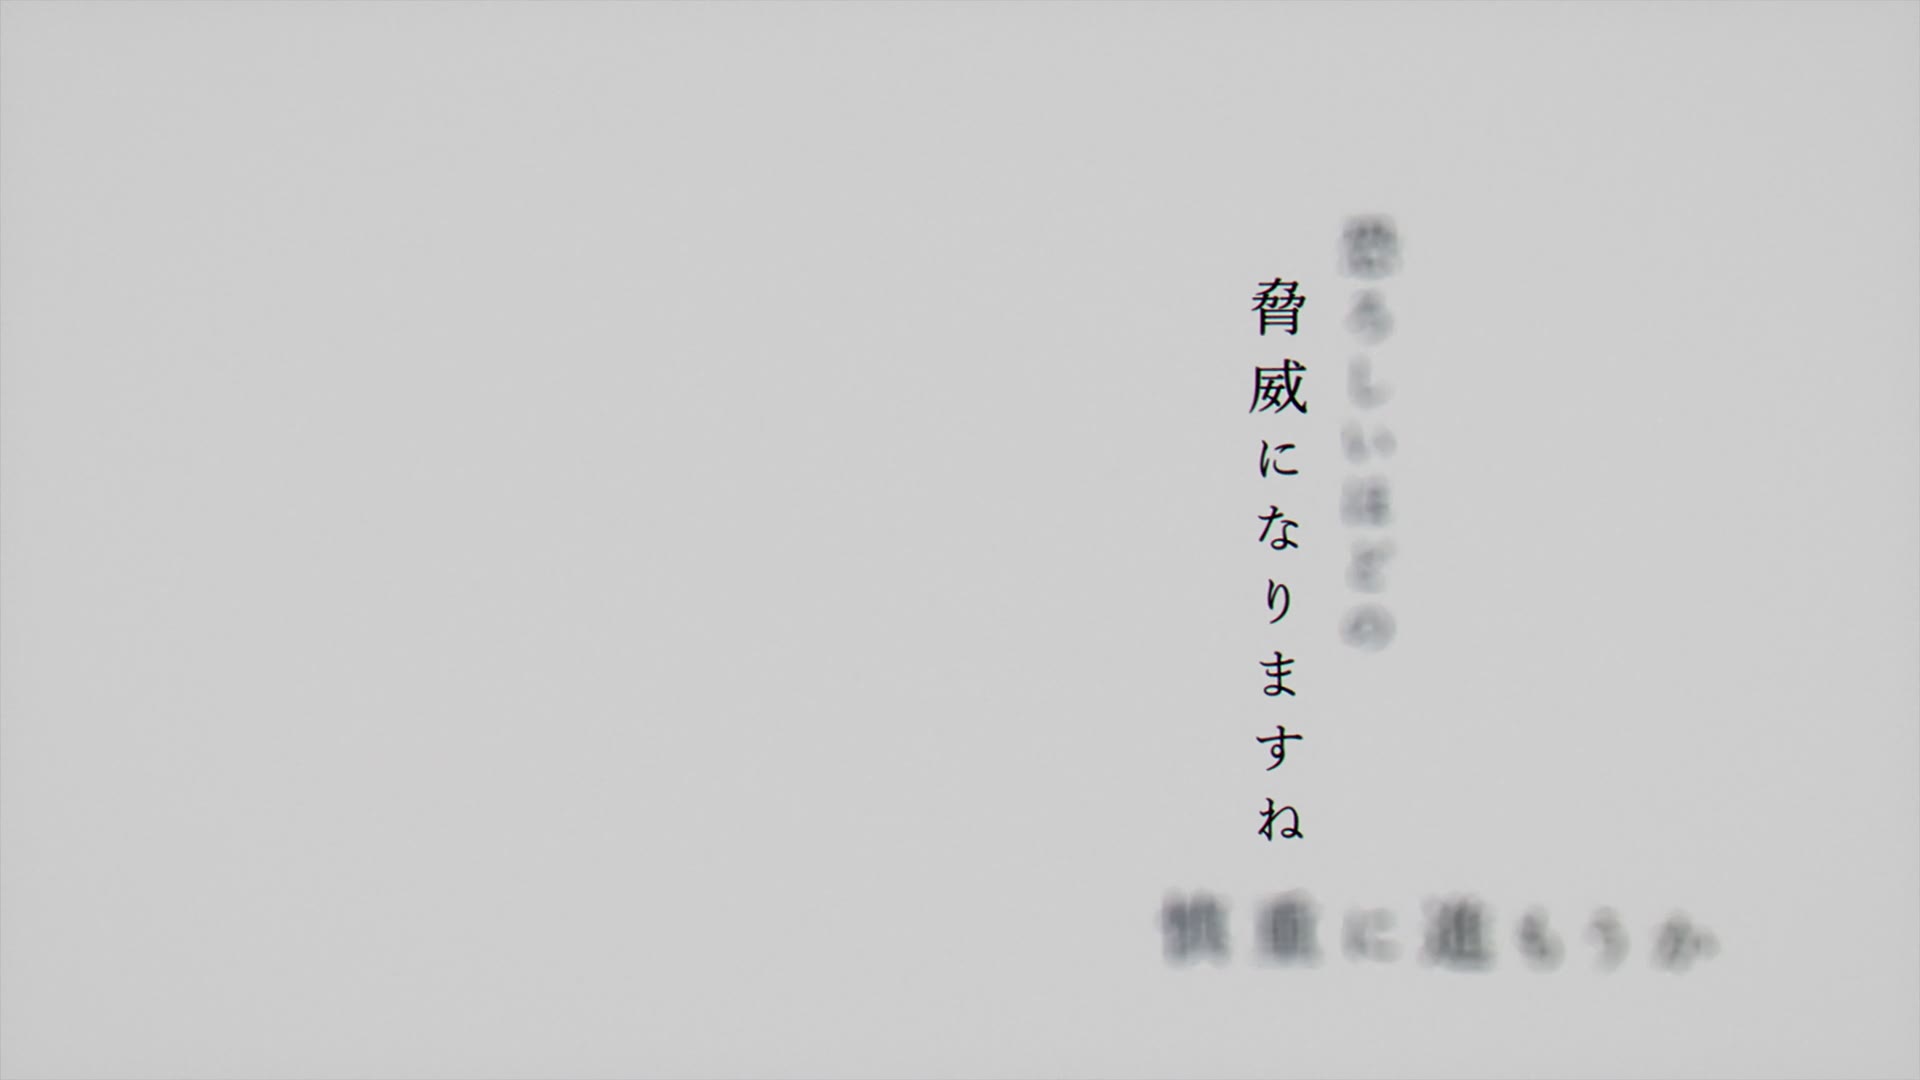 恐ろしいほどの
脅威になりますね
慎重に進もうか